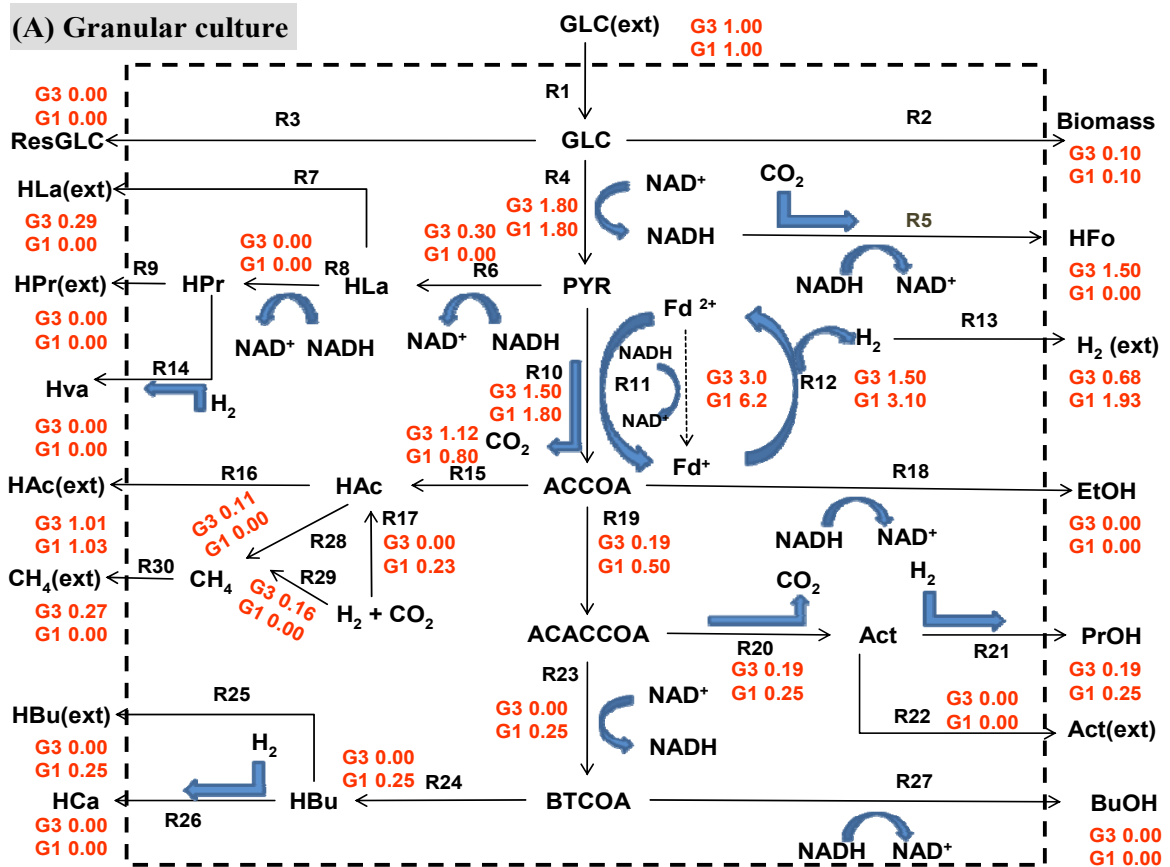 (A) Granular culture
GLC(ext)
G3 1.00
G1 1.00
G3 0.00
G1 0.00
R1
R3
R2
ResGLC
GLC
Biomass
G3 0.10
G1 0.10
R7
HLa(ext)
R4
NAD+
CO2
G3 0.29
G1 0.00
G3 1.80
G1 1.80
NADH
R5
HFo
G3 0.00
G1 0.00
G3 0.30
G1 0.00
R9
R8
R6
G3 1.50
G1 0.00
HPr(ext)
HPr
HLa
PYR
NADH
NAD+
Fd 2+
G3 0.00
G1 0.00
NAD+ NADH
NAD+
NADH
H2
R13
H2 (ext)
NADH
R14
R10
R11
R12
Hva
H2
G3 1.50
G1 1.80
NAD+
G3 3.0
G1 6.2
G3 1.50
G1 3.10
G3 0.68
G1 1.93
G3 0.00
G1 0.00
G3 1.12
G1 0.80
CO2
Fd+
R16
R15
R18
HAc(ext)
HAc
ACCOA
EtOH
G3 1.01
G1 1.03
G3 0.11
G1 0.00
R17
G3 0.00
G1 0.23
R19
G3 0.19
G1 0.50
NADH
NAD+
G3 0.00
G1 0.00
R28
R30
R29
CH4(ext)
CH4
G3 0.16
G1 0.00
H2 + CO2
CO2
H2
G3 0.27
G1 0.00
ACACCOA
Act
PrOH
R20
R21
R23
G3 0.19
G1 0.25
G3 0.19
G1 0.25
R25
NAD+
HBu(ext)
G3 0.00
G1 0.25
R22
G3 0.00
G1 0.00
Act(ext)
G3 0.00
G1 0.25
H2
G3 0.00
G1 0.25
NADH
R24
R27
HCa
R26
HBu
BTCOA
BuOH
G3 0.00
G1 0.00
NADH
NAD+
G3 0.00
G1 0.00